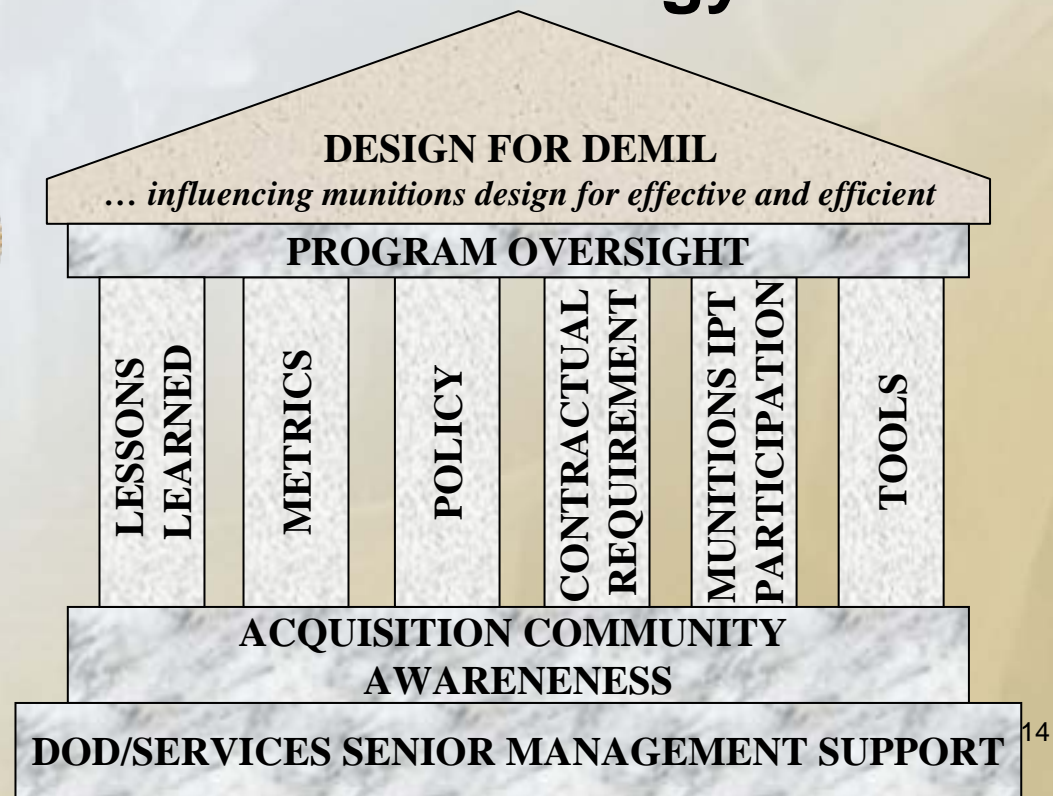 DESIGN FOR DEMIL
… influencing munitions design for effective and efficient
PROGRAM OVERSIGHT
LESSONS
LEARNED
METRICS
POLICY
CONTRACTUAL
REQUIREMENT
MUNITIONS IPT
PARTICIPATION
TOOLS
ACQUISITION COMMUNITY
AWARENENESS
DOD/SERVICES SENIOR MANAGEMENT SUPPORT
14